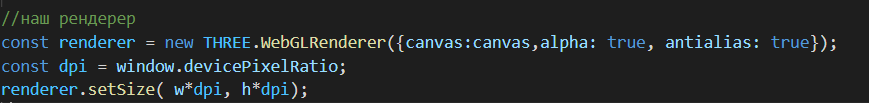 //наш рендерер
const renderer = new THREE.WebGLRenderer({canvas:canvas,alpha: true, antialias: true});
const dpi = window.devicePixelRatio;
renderer.setSize( w*dpi, h*dpi);